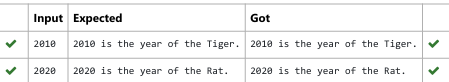 Input Expected Got
2010 2010 is the year of the Tiger. 2010 is the year of the Tiger.
2020 2020 is the year of the Rat. 2020 is the year of the Rat.